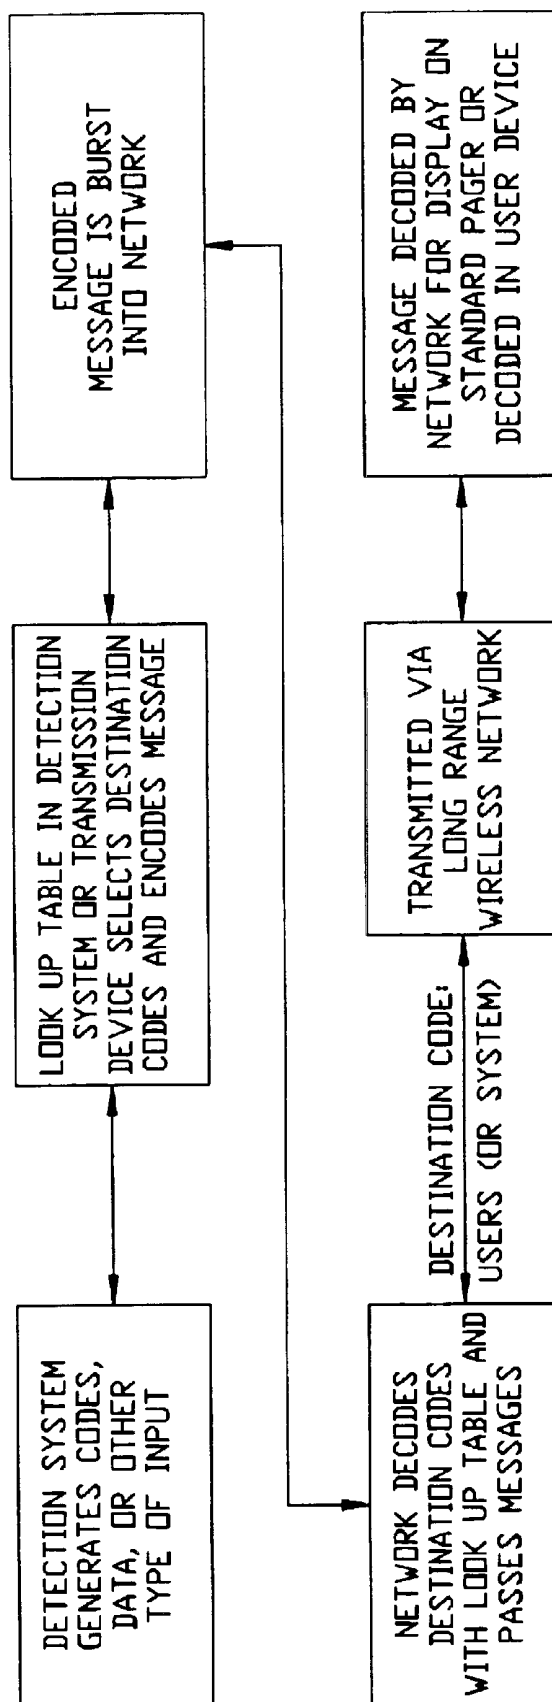 DETECTION SYSTEM
GENERATES CODES,
DATA, OR OTHER
TYPE OF INPUT
LOOK UP TABLE IN DETECTION
SYSTEM OR TRANSMISSION
DEVICE SELECTS DESTINATION
CODES AND ENCODES MESSAGE
ENCODED
MESSAGE IS BURST
INTO NETWORK
NETWORK DECODES
DESTINATION CODES
WITH LOOK UP TABLE AND
PASSES MESSAGES
DESTINATION CODE:
USERS (OR SYSTEM)
TRANSMITTED VIA
LONG RANGE
WIRELESS NETWORK
MESSAGE DECODED BY
NETWORK FOR DISPLAY ON
STANDARD PAGER OR
DECODED IN USER DEVICE